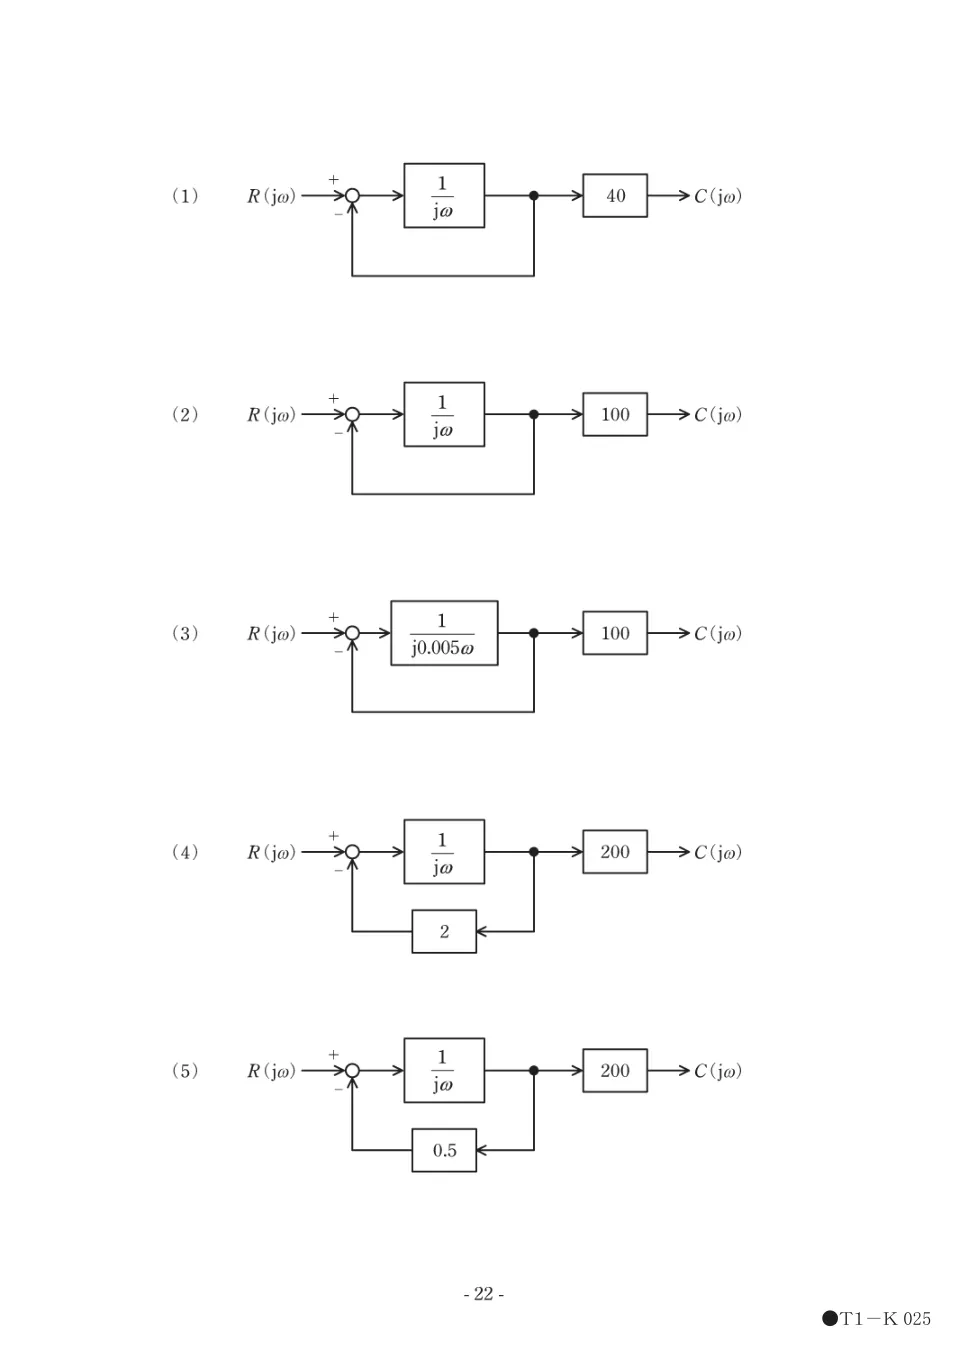 (1) R(jω) + − 1/jω 40 C(jω)
(2) R(jω) + − 1/jω 100 C(jω)
(3) R(jω) + − 1/j0.005ω 100 C(jω)
(4) R(jω) + − 1/jω 200 C(jω)
2
(5) R(jω) + − 1/jω 200 C(jω)
0.5
- 22 -
●T1−K 025